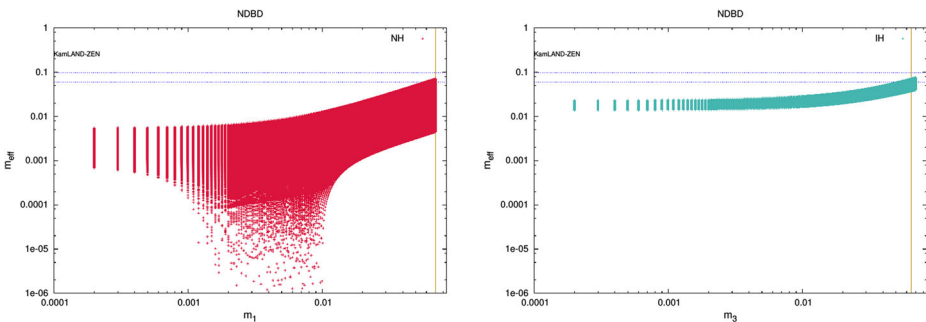 NDBD
1
NH
KamLAND-ZEN
0.1
0.01
m_eff
0.001
0.0001
1e-05
1e-06
0.0001
0.001
0.01
m_1
NDBD
1
IH
KamLAND-ZEN
0.1
0.01
m_eff
0.001
0.0001
1e-05
1e-06
0.0001
0.001
0.01
m_3